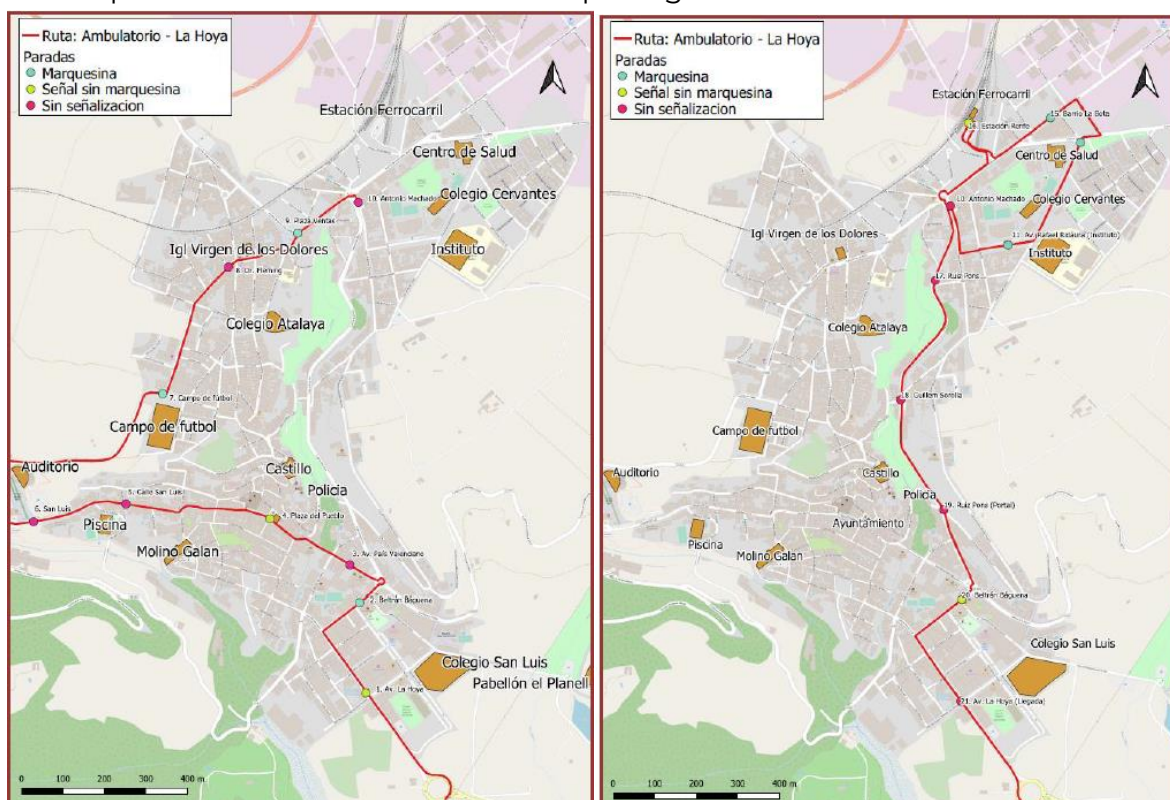 Ruta: Ambulatorio - La Hoya
Paradas
Marquesina
Señal sin marquesina
Sin señalizacion
Estación Ferrocarril
Centro de Salud
Colegio Cervantes
10. Antonio Machado
9. Plaza Ventas
Igl Virgen de los Dolores
Instituto
8. Dr. Fleming
Colegio Atalaya
7. Campo de fútbol
Campo de futbol
Auditorio
Castillo
5. Calle San Luis
Policia
6. San Luis
Piscina
4. Plaza del Pueblo
Molino Galan
3. Av. País Valenciano
2. Beltrán Báguena
Colegio San Luis
Pabellón el Planell
1. Av. La Hoya
0 100 200 300 400 m
Ruta: Ambulatorio - La Hoya
Paradas
Marquesina
Señal sin marquesina
Sin señalizacion
Estación Ferrocarril
15. Barrio La Bota
Estación Renfe
Centro de Salud
Colegio Cervantes
10. Antonio Machado
Igl Virgen de los Dolores
11. Av. Rafael (Instituto)
Instituto
17. Ruiz Pons
Colegio Atalaya
18. Guillem Sorolla
Campo de futbol
Auditorio
Castillo
Policia
19. Ruiz Pons (Portal)
Ayuntamiento
Piscina
Molino Galan
20. Beltrán Báguena
Colegio San Luis
21. Av. La Hoya (Llegada)
0 100 200 300 400 m